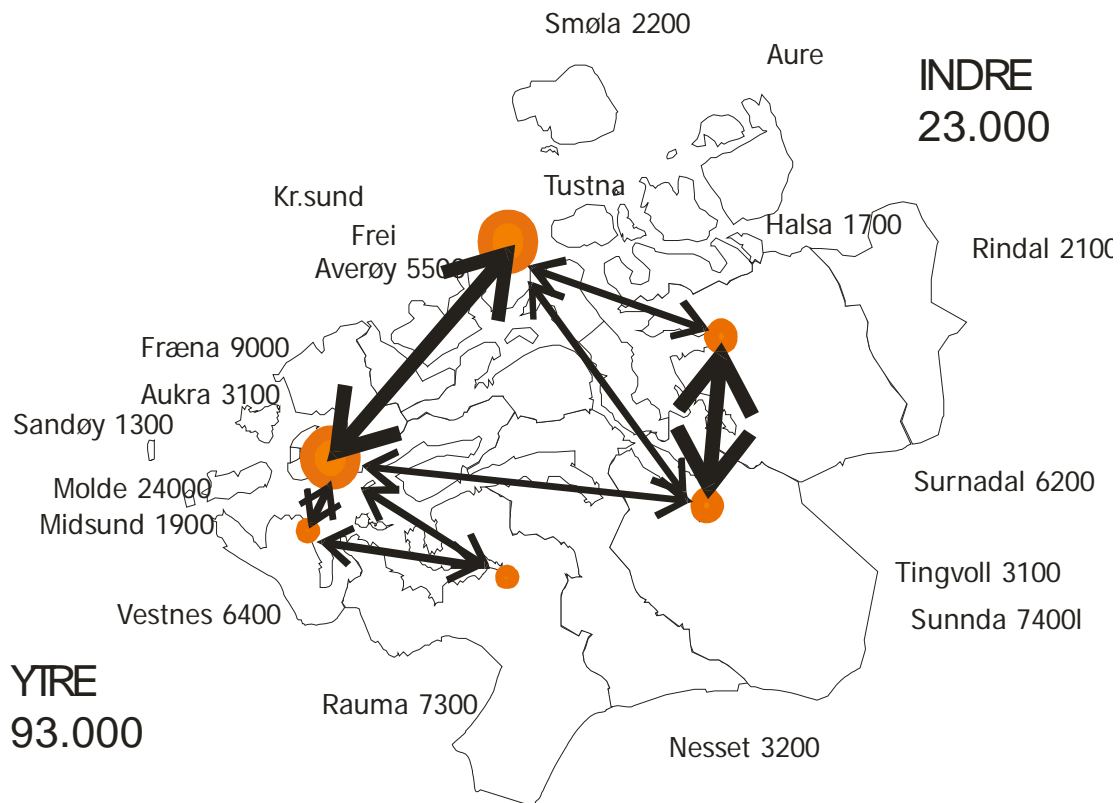 Smøla 2200
Aure
INDRE
23.000
Kr.sund
Tustna
Frei
Halsa 1700
Averøy 5500
Rindal 2100
Fræna 9000
Aukra 3100
Sandøy 1300
Molde 24000
Surnadal 6200
Midsund 1900
Tingvoll 3100
Vestnes 6400
Sunnda 7400l
YTRE
93.000
Rauma 7300
Nesset 3200